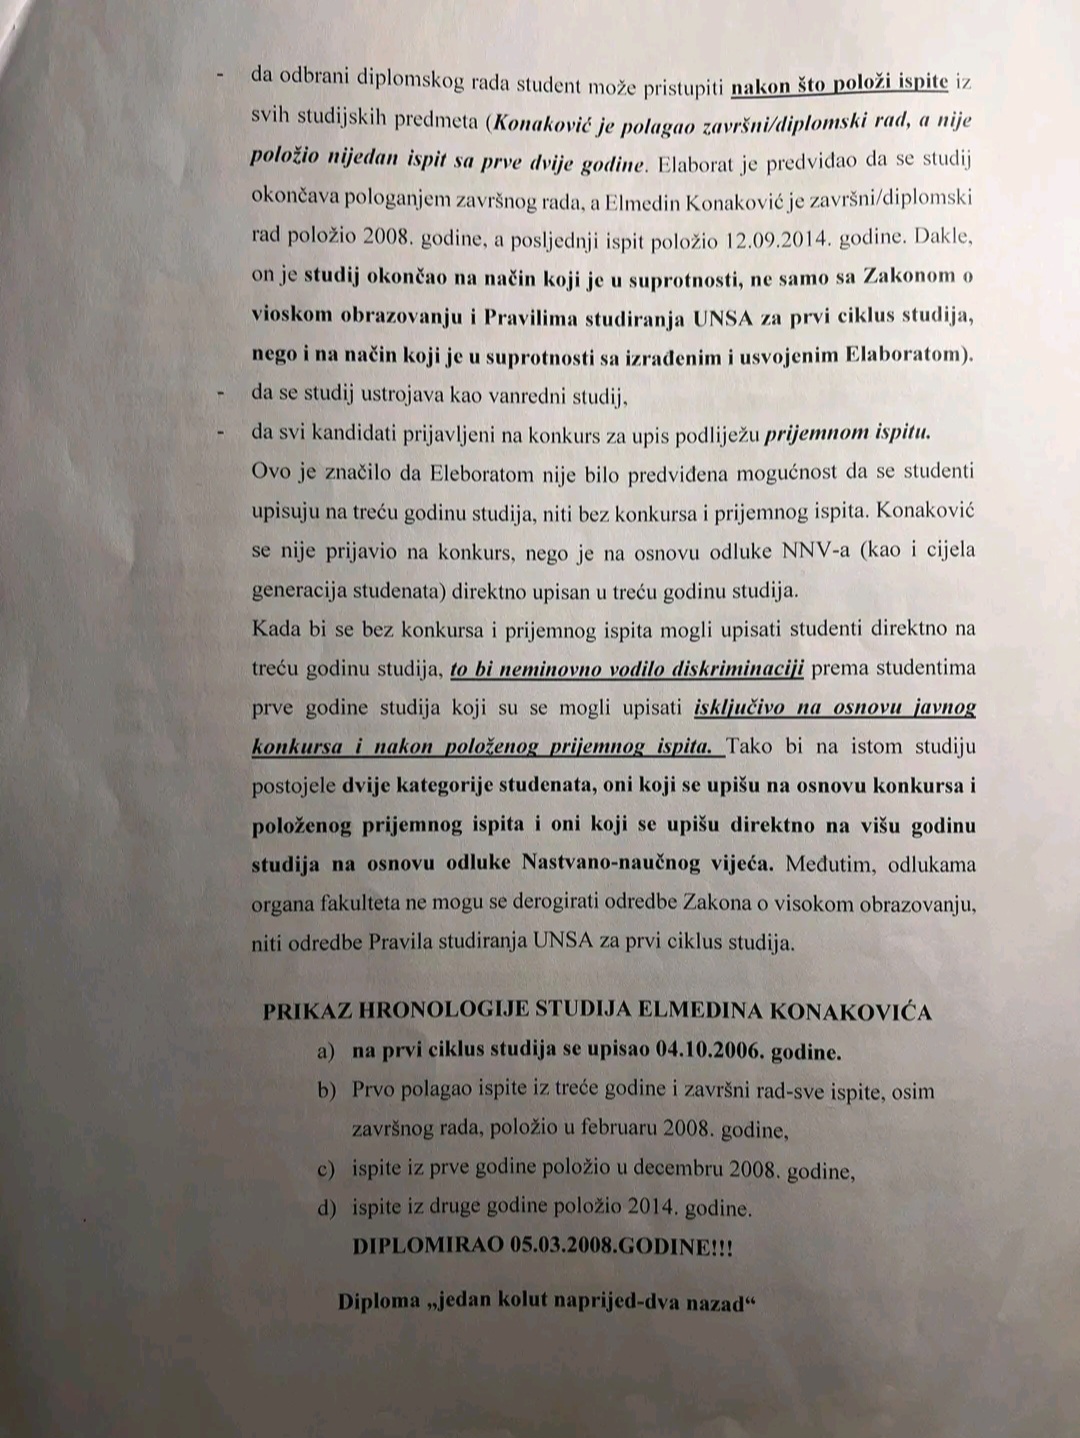 - da odbrani diplomskog rada student može pristupiti nakon što položi ispite iz
svih studijskih predmeta (Konaković je polagao završni/diplomski rad, a nije
položio nijedan ispit sa prve dvije godine. Elaborat je predviđao da se studij
okončava pologanjem završnog rada, a Elmedin Konaković je završni/diplomski
rad položio 2008. godine, a posljednji ispit položio 12.09.2014. godine. Dakle,
on je studij okončao na način koji je u suprotnosti, ne samo sa Zakonom o
vioskom obrazovanju i Pravilima studiranja UNSA za prvi ciklus studija,
nego i na način koji je u suprotnosti sa izrađenim i usvojenim Elaboratom).
- da se studij ustrojava kao vanredni studij,
- da svi kandidati prijavljeni na konkurs za upis podliježu prijemnom ispitu.
Ovo je značilo da Eleboratom nije bilo predviđena mogućnost da se studenti
upisuju na treću godinu studija, niti bez konkursa i prijemnog ispita. Konaković
se nije prijavio na konkurs, nego je na osnovu odluke NNV-a (kao i cijela
generacija studenata) direktno upisan u treću godinu studija.
Kada bi se bez konkursa i prijemnog ispita mogli upisati studenti direktno na
treću godinu studija, to bi neminovno vodilo diskriminaciji prema studentima
prve godine studija koji su se mogli upisati isključivo na osnovu javnog
konkursa i nakon položenog prijemnog ispita. Tako bi na istom studiju
postojele dvije kategorije studenata, oni koji se upišu na osnovu konkursa i
položenog prijemnog ispita i oni koji se upišu direktno na višu godinu
studija na osnovu odluke Nastvano-naučnog vijeća. Međutim, odlukama
organa fakulteta ne mogu se derogirati odredbe Zakona o visokom obrazovanju,
niti odredbe Pravila studiranja UNSA za prvi ciklus studija.
PRIKAZ HRONOLOGIJE STUDIJA ELMEDINA KONAKOVIĆA
a) na prvi ciklus studija se upisao 04.10.2006. godine.
b) Prvo polagao ispite iz treće godine i završni rad-sve ispite, osim
završnog rada, položio u februaru 2008. godine,
c) ispite iz prve godine položio u decembru 2008. godine,
d) ispite iz druge godine položio 2014. godine.
DIPLOMIRAO 05.03.2008.GODINE!!!
Diploma „jedan kolut naprijed-dva nazad“